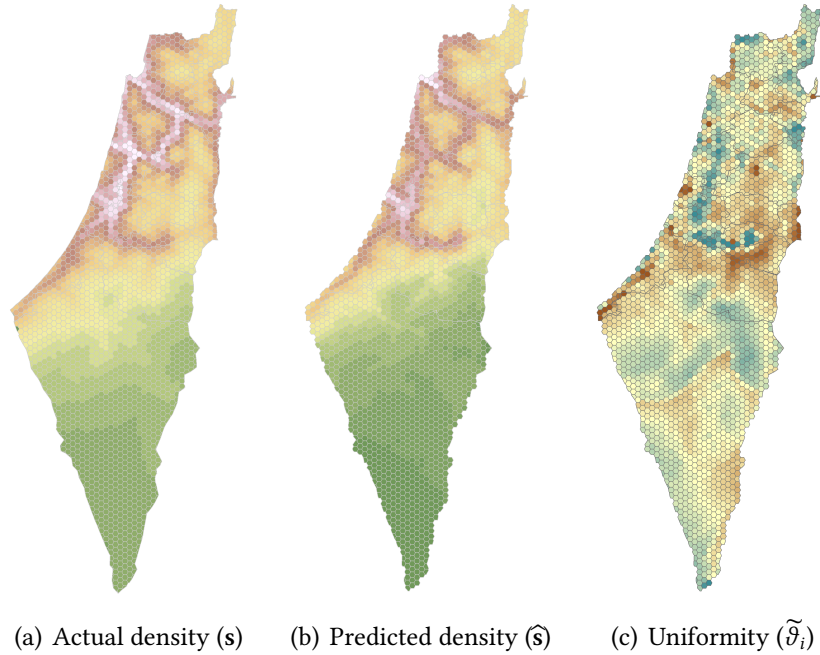 (a) Actual density (s) (b) Predicted density (ŝ) (c) Uniformity (ϑ̃ᵢ)